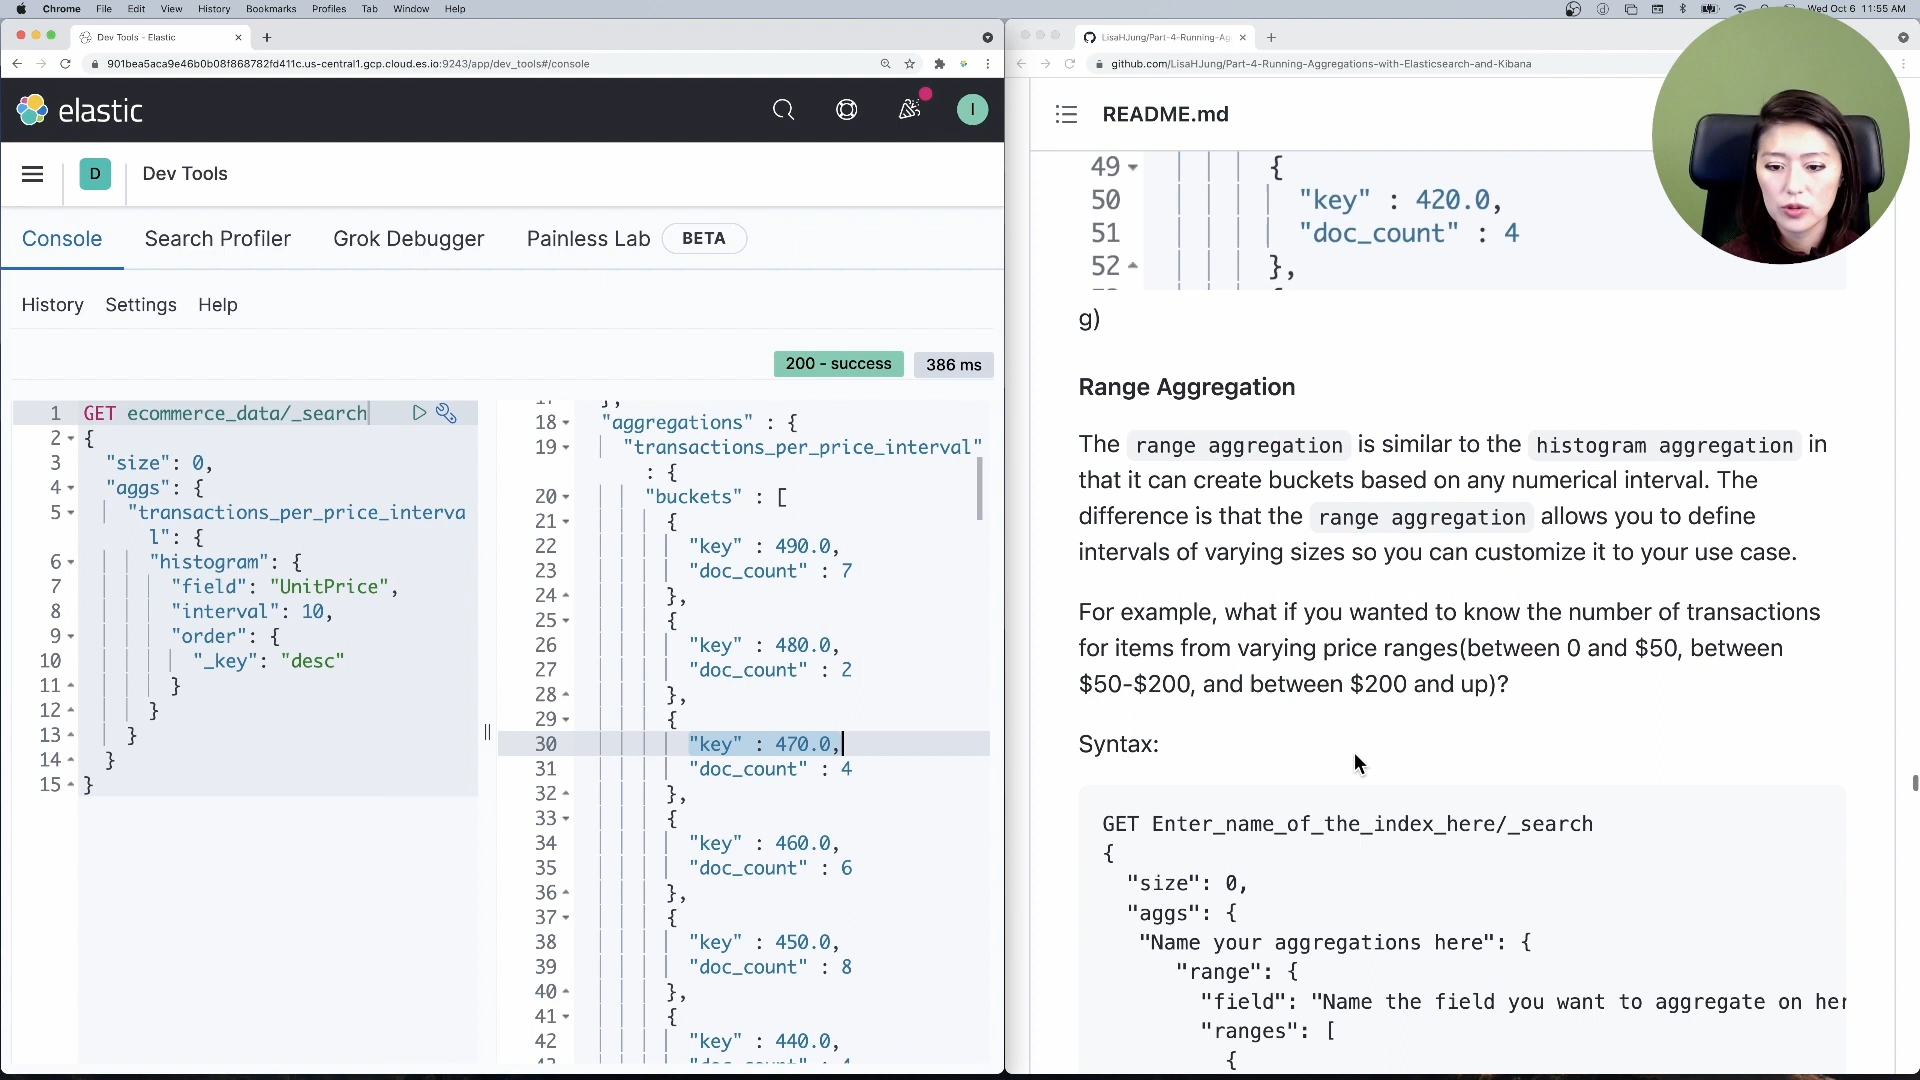 Chrome File Edit View History Bookmarks Profiles Tab Window Help
Wed Oct 6 11:55 AM
Dev Tools - Elastic
901bea5aca9e46b0b08f868782fd411c.us-central1.gcp.cloud.es.io:9243/app/dev_tools#/console
elastic
I
D Dev Tools
Console Search Profiler Grok Debugger Painless Lab BETA
History Settings Help
200 - success 386 ms
1 GET ecommerce_data/_search
2 {
3 "size": 0,
4 "aggs": {
5 "transactions_per_price_interva
l": {
6 "histogram": {
7 "field": "UnitPrice",
8 "interval": 10,
9 "order": {
10 "_key": "desc"
11 }
12 }
13 }
14 }
15 }
18 "aggregations" : {
19 "transactions_per_price_interval"
: {
20 "buckets" : [
21 {
22 "key" : 490.0,
23 "doc_count" : 7
24 },
25 {
26 "key" : 480.0,
27 "doc_count" : 2
28 },
29 {
30 "key" : 470.0,
31 "doc_count" : 4
32 },
33 {
34 "key" : 460.0,
35 "doc_count" : 6
36 },
37 {
38 "key" : 450.0,
39 "doc_count" : 8
40 },
41 {
42 "key" : 440.0,
LisaHJung/Part-4-Running-Ag
github.com/LisaHJung/Part-4-Running-Aggregations-with-Elasticsearch-and-Kibana
README.md
49 {
50 "key" : 420.0,
51 "doc_count" : 4
52 },
g)
Range Aggregation
The range aggregation is similar to the histogram aggregation in
that it can create buckets based on any numerical interval. The
difference is that the range aggregation allows you to define
intervals of varying sizes so you can customize it to your use case.
For example, what if you wanted to know the number of transactions
for items from varying price ranges(between 0 and $50, between
$50-$200, and between $200 and up)?
Syntax:
GET Enter_name_of_the_index_here/_search
{
"size": 0,
"aggs": {
"Name your aggregations here": {
"range": {
"field": "Name the field you want to aggregate on her
"ranges": [
{